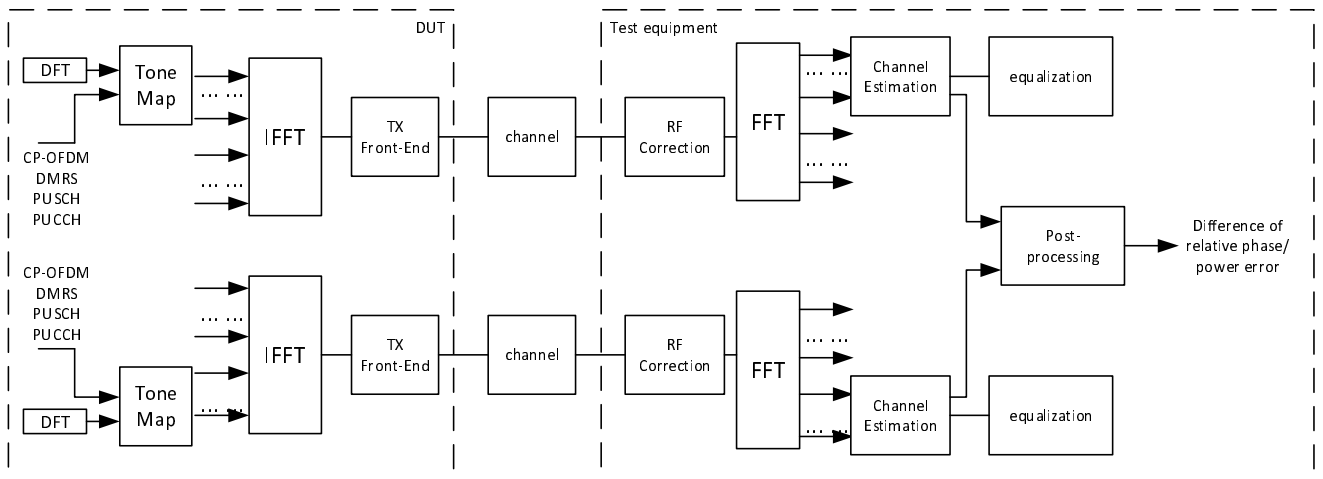 DUT
Test equipment
DFT
Tone
Map
... ...
IFFT
... ...
TX
Front-End
channel
RF
Correction
FFT
... ...
... ...
Channel
Estimation
equalization
CP-OFDM
DMRS
PUSCH
PUCCH
Post-
processing
Difference of
relative phase/
power error
CP-OFDM
DMRS
PUSCH
PUCCH
... ...
IFFT
... ...
TX
Front-End
channel
RF
Correction
FFT
... ...
... ...
Tone
Map
DFT
Channel
Estimation
equalization